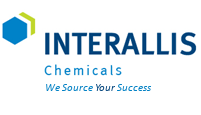 INTERALLIS
Chemicals
We Source Your Success